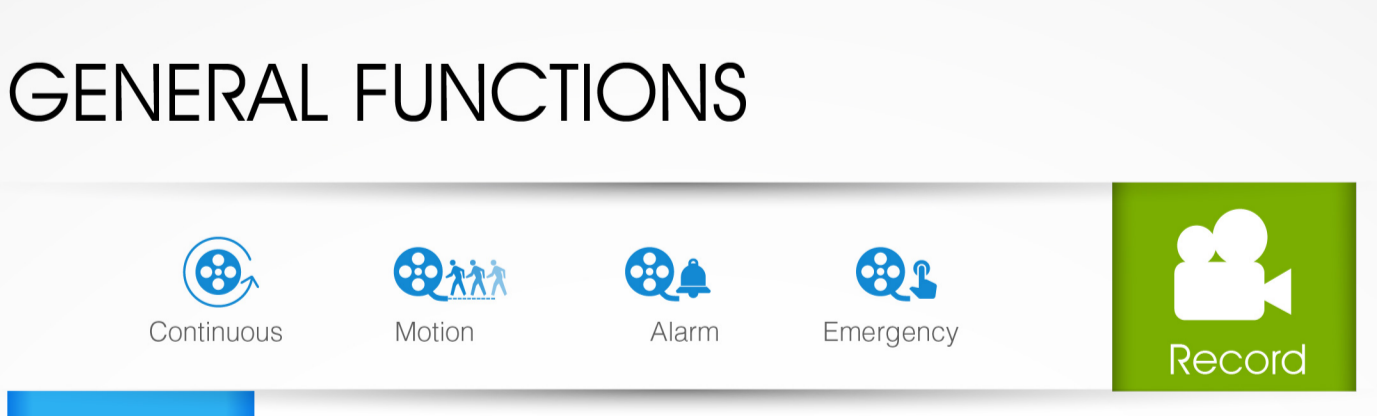 GENERAL FUNCTIONS
Continuous
Motion
Alarm
Emergency
Record